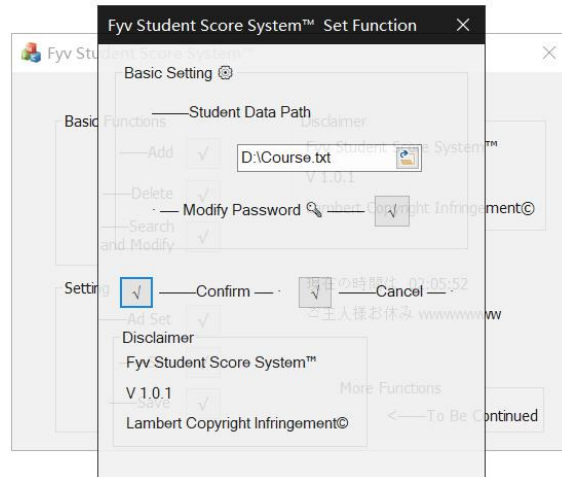 Fyv Student Score System™ Set Function
Basic Setting
Student Data Path
D:\Course.txt
Modify Password √
√ Confirm √ Cancel
Disclaimer
Fyv Student Score System™
V 1.0.1
Lambert Copyright Infringement©
Fyv Student Score System™
Basic Functions
Add √
Delete √
Search
and Modify √
Setting
Ad Set √
Save √
Disclaimer
Fyv Student Score System™
V 1.0.1
Lambert Copyright Infringement©
現在の時間は 02:05:52
ご主人様お休み wwwwwwwww
More Functions
<——To Be Continued